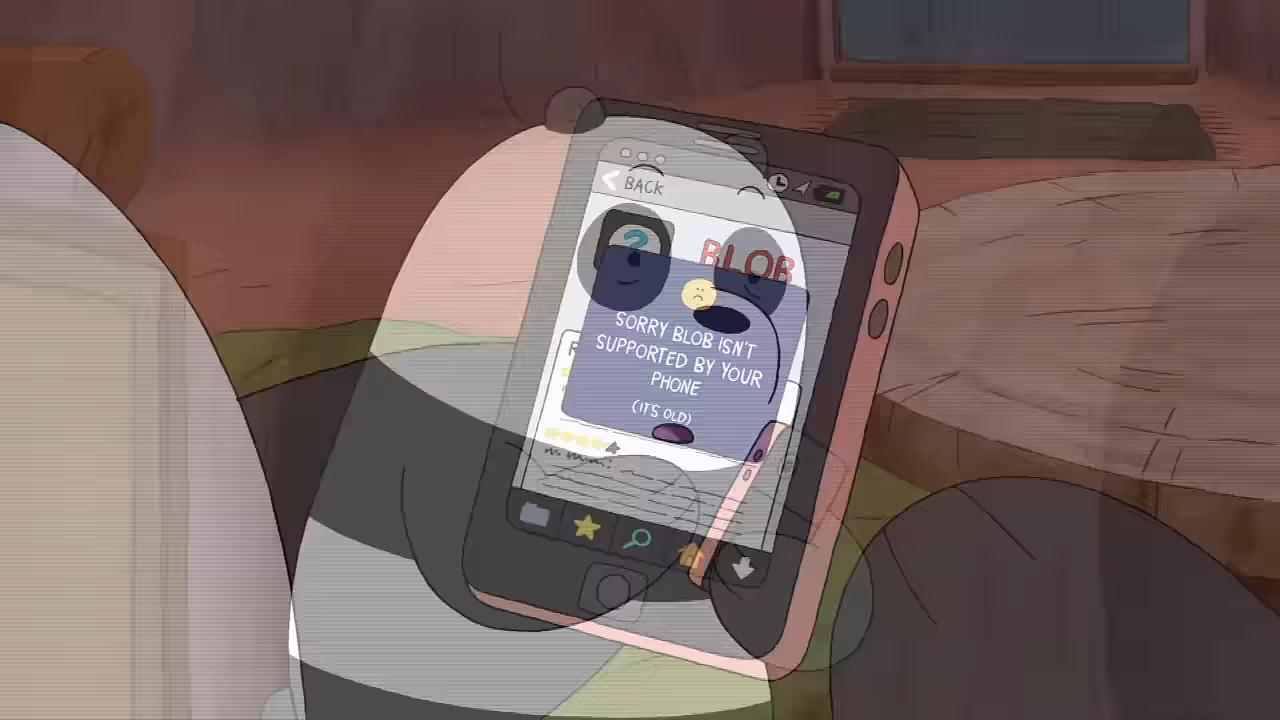 BACK
BLOB
SORRY BLOB ISN'T
SUPPORTED BY YOUR
PHONE
(IT'S OLD)